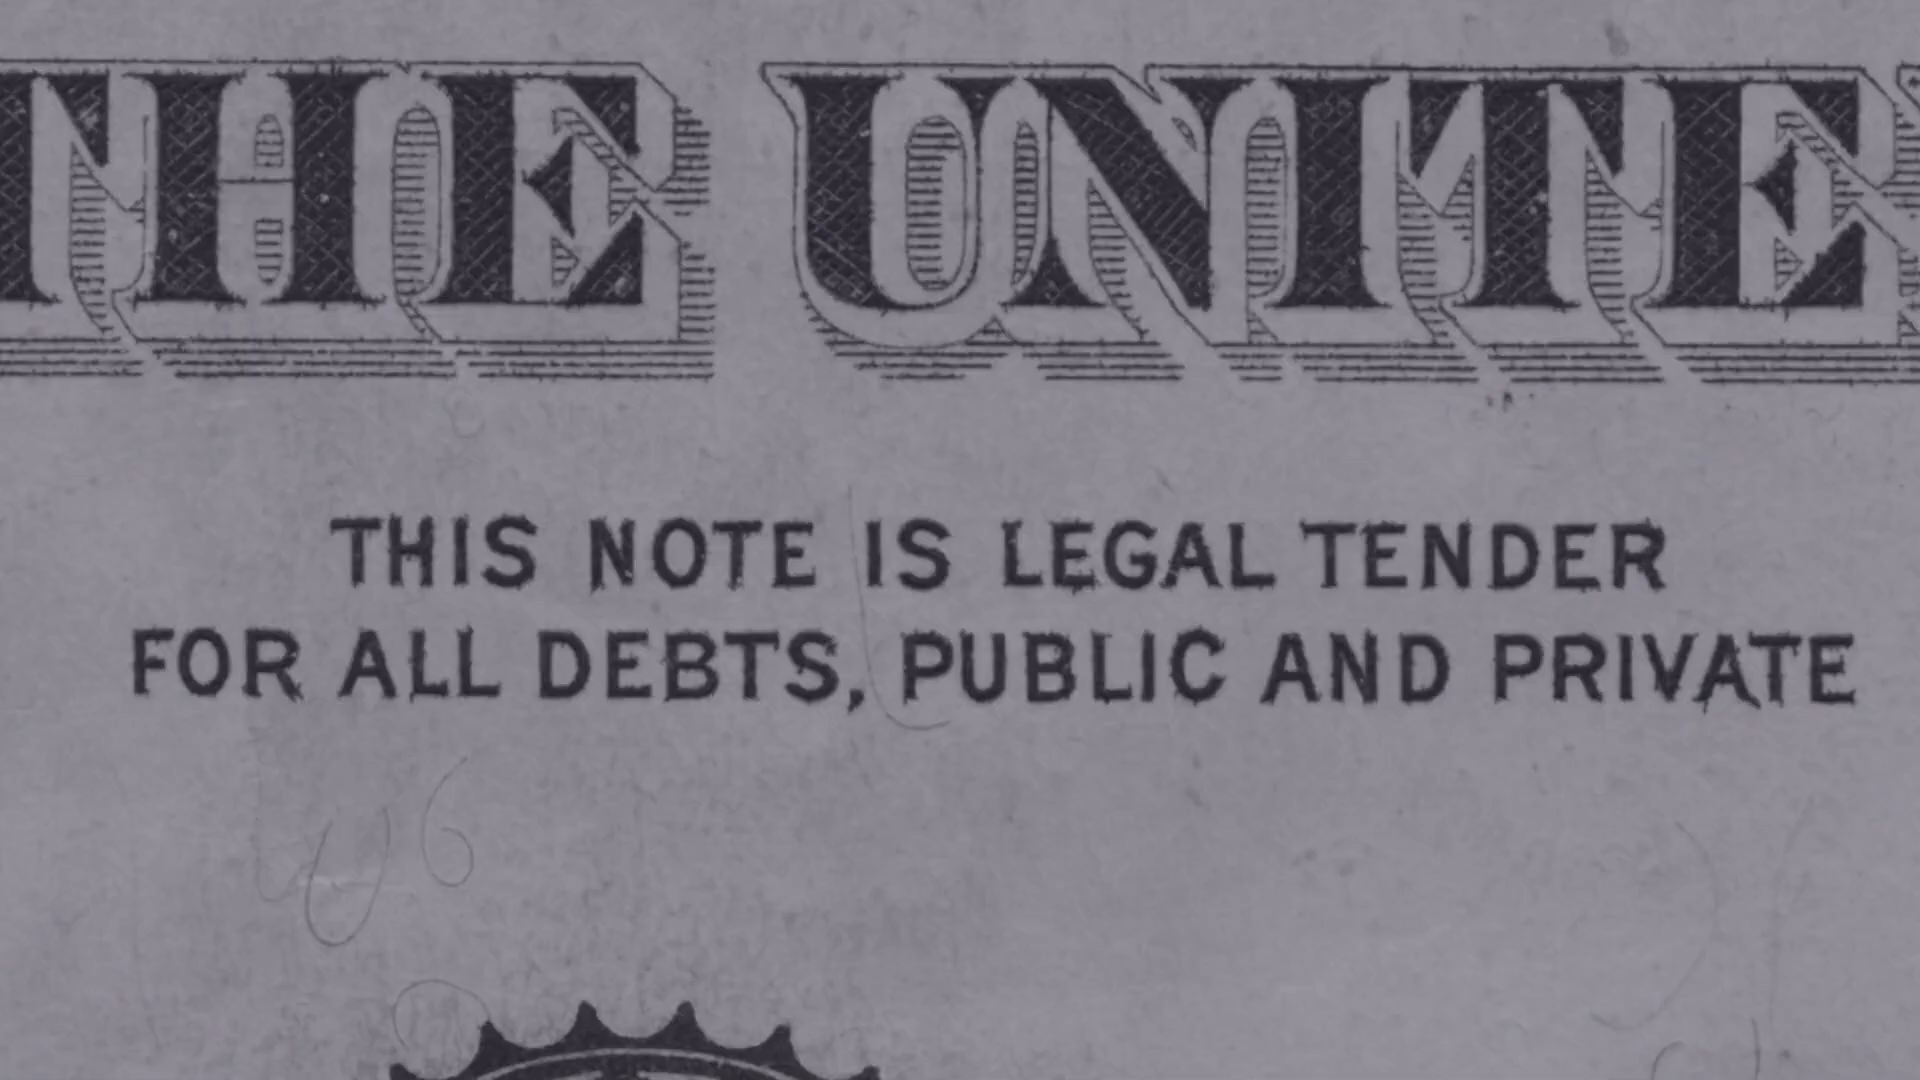 THE UNITE
THIS NOTE IS LEGAL TENDER
FOR ALL DEBTS, PUBLIC AND PRIVATE